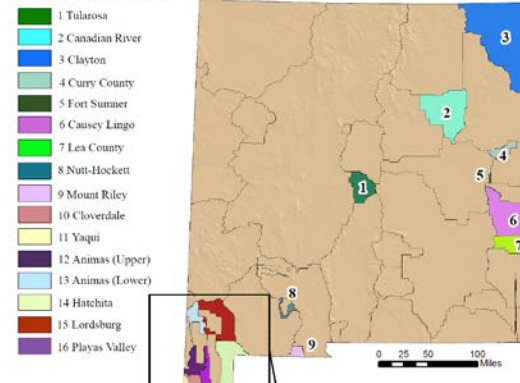 1 Tularosa
2 Canadian River
3 Clayton
4 Curry County
5 Fort Sumner
6 Causey Lingo
7 Lea County
8 Nutt-Hockett
9 Mount Riley
10 Cloverdale
11 Yaqui
12 Animas (Upper)
13 Animas (Lower)
14 Hatchita
15 Lordsburg
16 Playas Valley
3
2
4
5
1
6
7
8
9
0 25 50 100
Miles